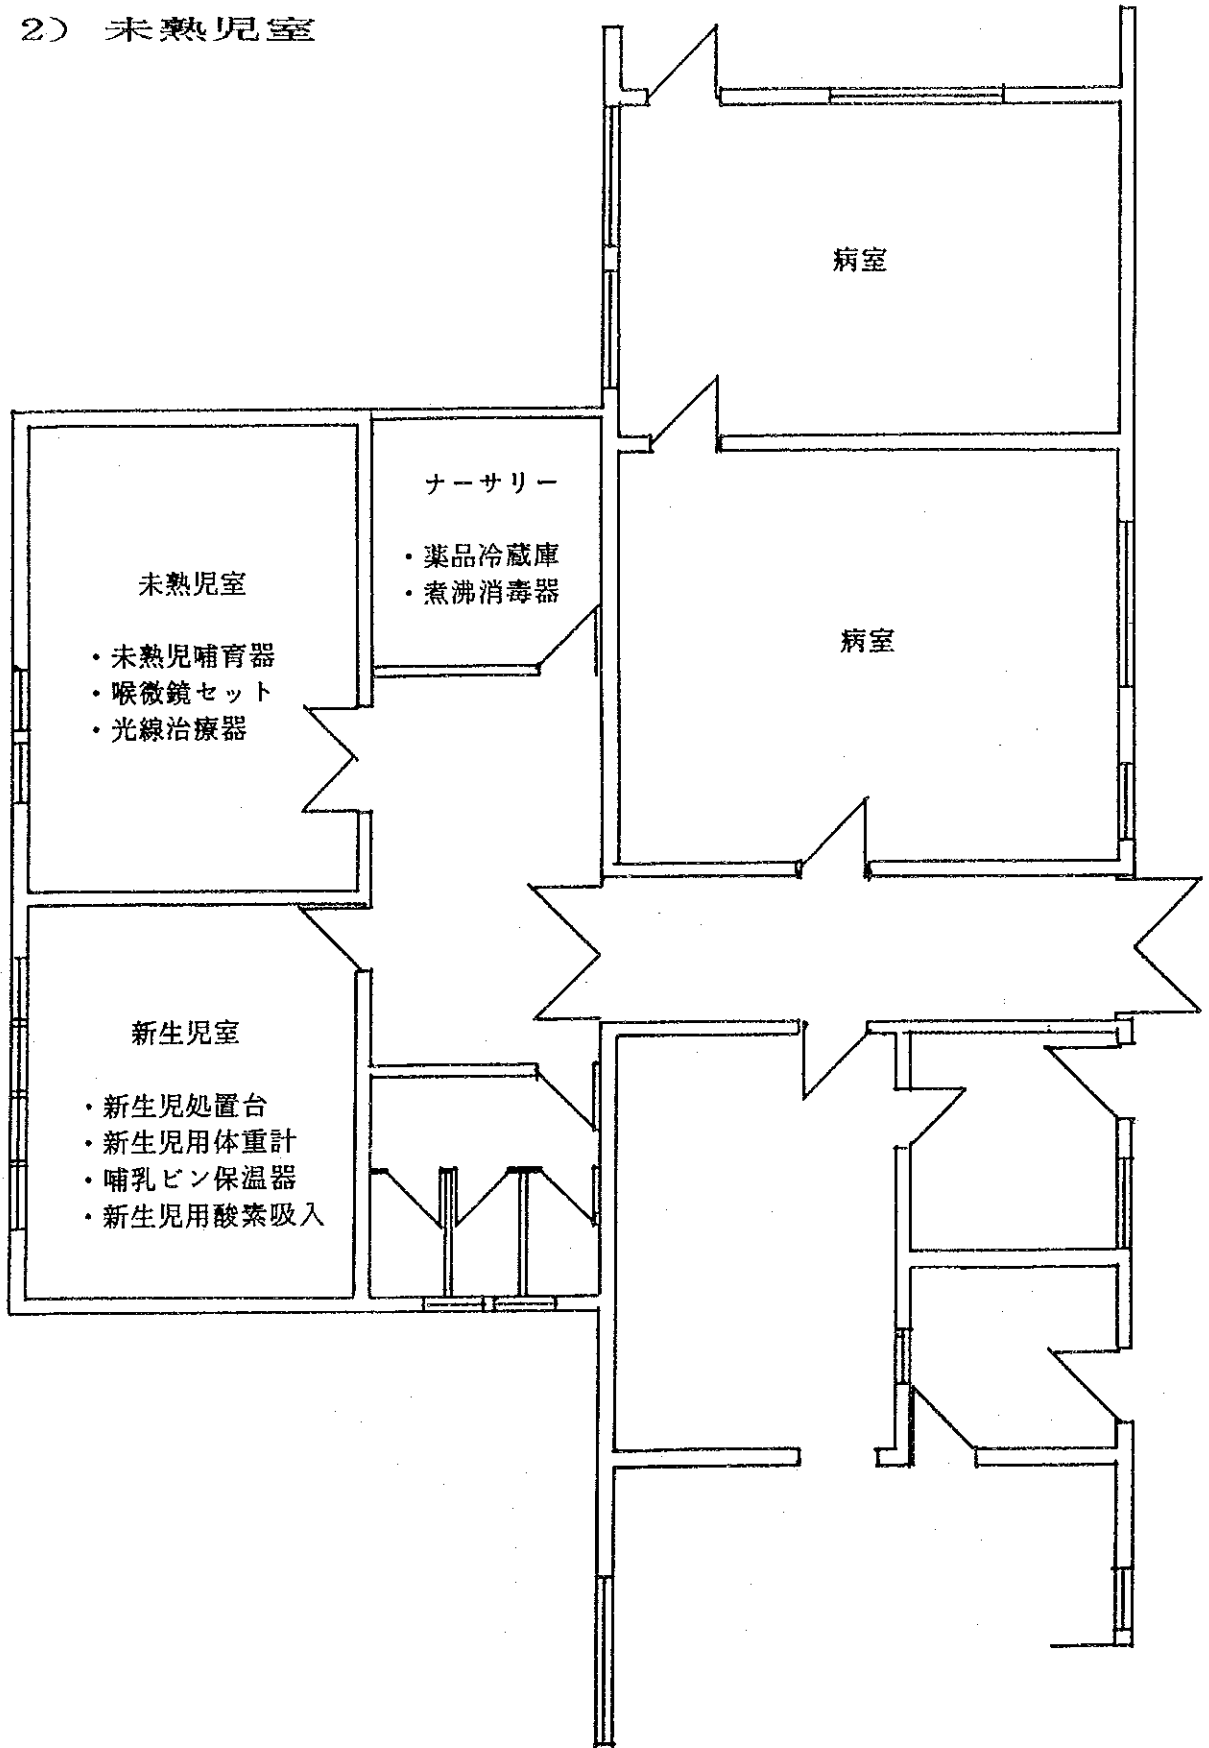 2) 未熟児室
病室
ナーサリー
・薬品冷蔵庫
・煮沸消毒器
未熟児室
・未熟児哺育器
・喉微鏡セット
・光線治療器
病室
新生児室
・新生児処置台
・新生児用体重計
・哺乳ビン保温器
・新生児用酸素吸入